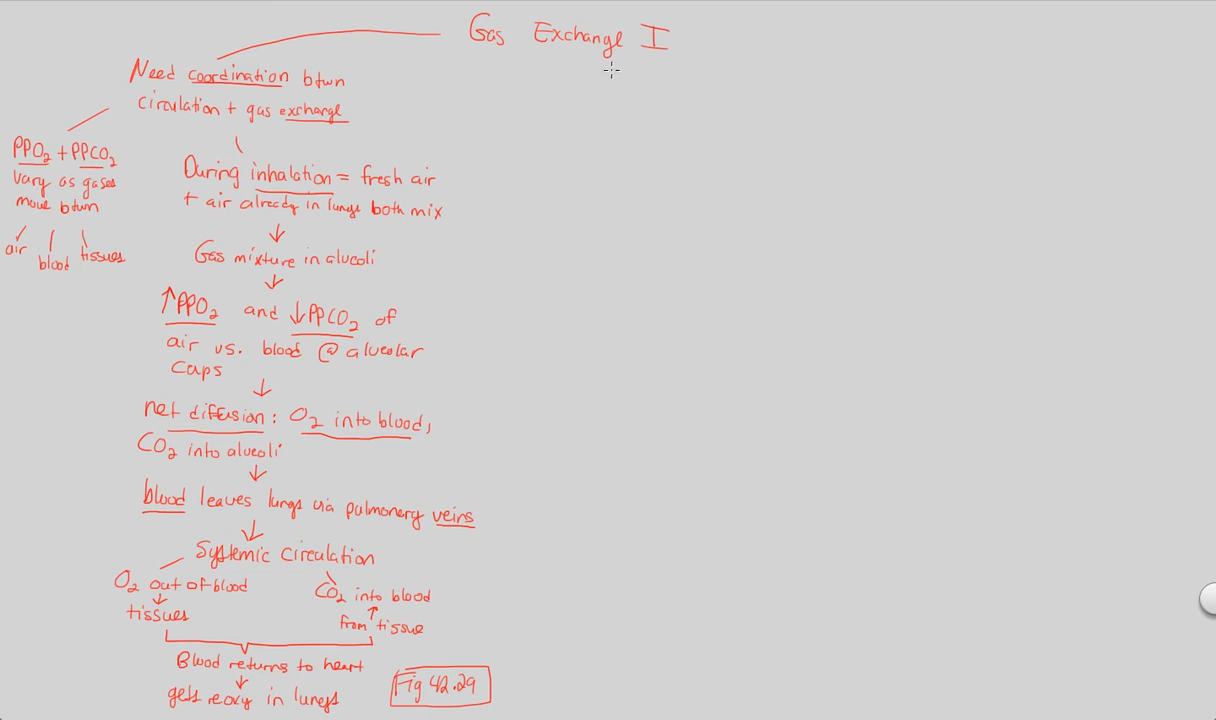 Gas Exchange I
Need coordination btwn
circulation + gas exchange
PPO₂ + PPCO₂
vary as gases
move btwn
air
blood
tissues
During inhalation = fresh air
+ air already in lungs both mix
↓
Gas mixture in alveoli
↓
↑PPO₂ and ↓PPCO₂ of
air vs. blood @ alveolar
caps
↓
net diffusion: O₂ into blood,
CO₂ into alveoli
↓
blood leaves lungs via pulmonary veins
↓
Systemic circulation
O₂ out of blood
↓
tissues
CO₂ into blood
↑
from tissue
Blood returns to heart
↓
gets reoxy in lungs
Fig 42.29